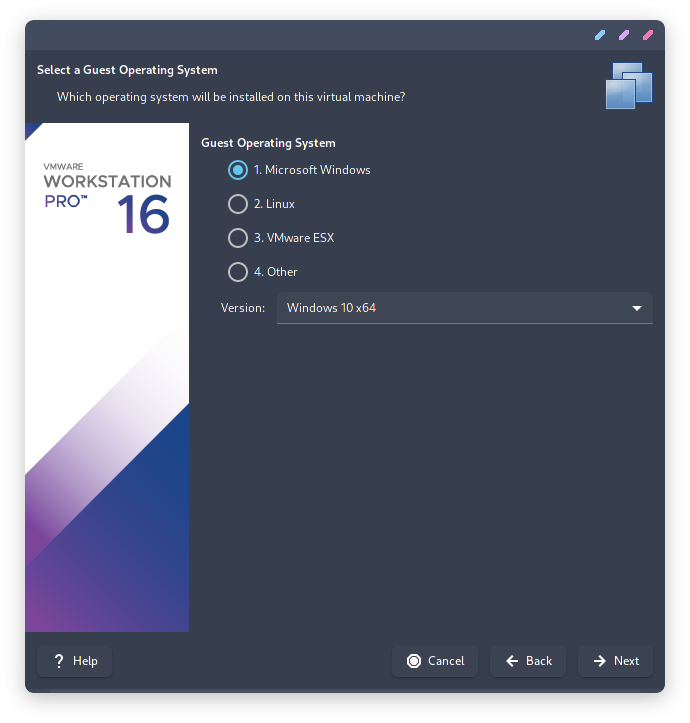 Select a Guest Operating System
Which operating system will be installed on this virtual machine?
VMWARE
WORKSTATION
PRO™ 16
Guest Operating System
1. Microsoft Windows
2. Linux
3. VMware ESX
4. Other
Version: Windows 10 x64
? Help Cancel Back Next